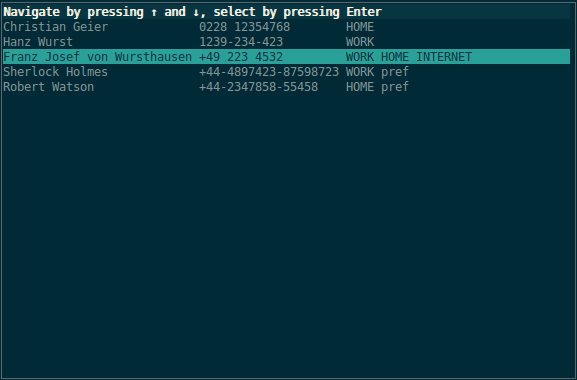 Navigate by pressing ↑ and ↓, select by pressing Enter
Christian Geier 0228 12354768 HOME
Hanz Wurst 1239-234-423 WORK
Franz Josef von Wursthausen +49 223 4532 WORK HOME INTERNET
Sherlock Holmes +44-4897423-87598723 WORK pref
Robert Watson +44-2347858-55458 HOME pref